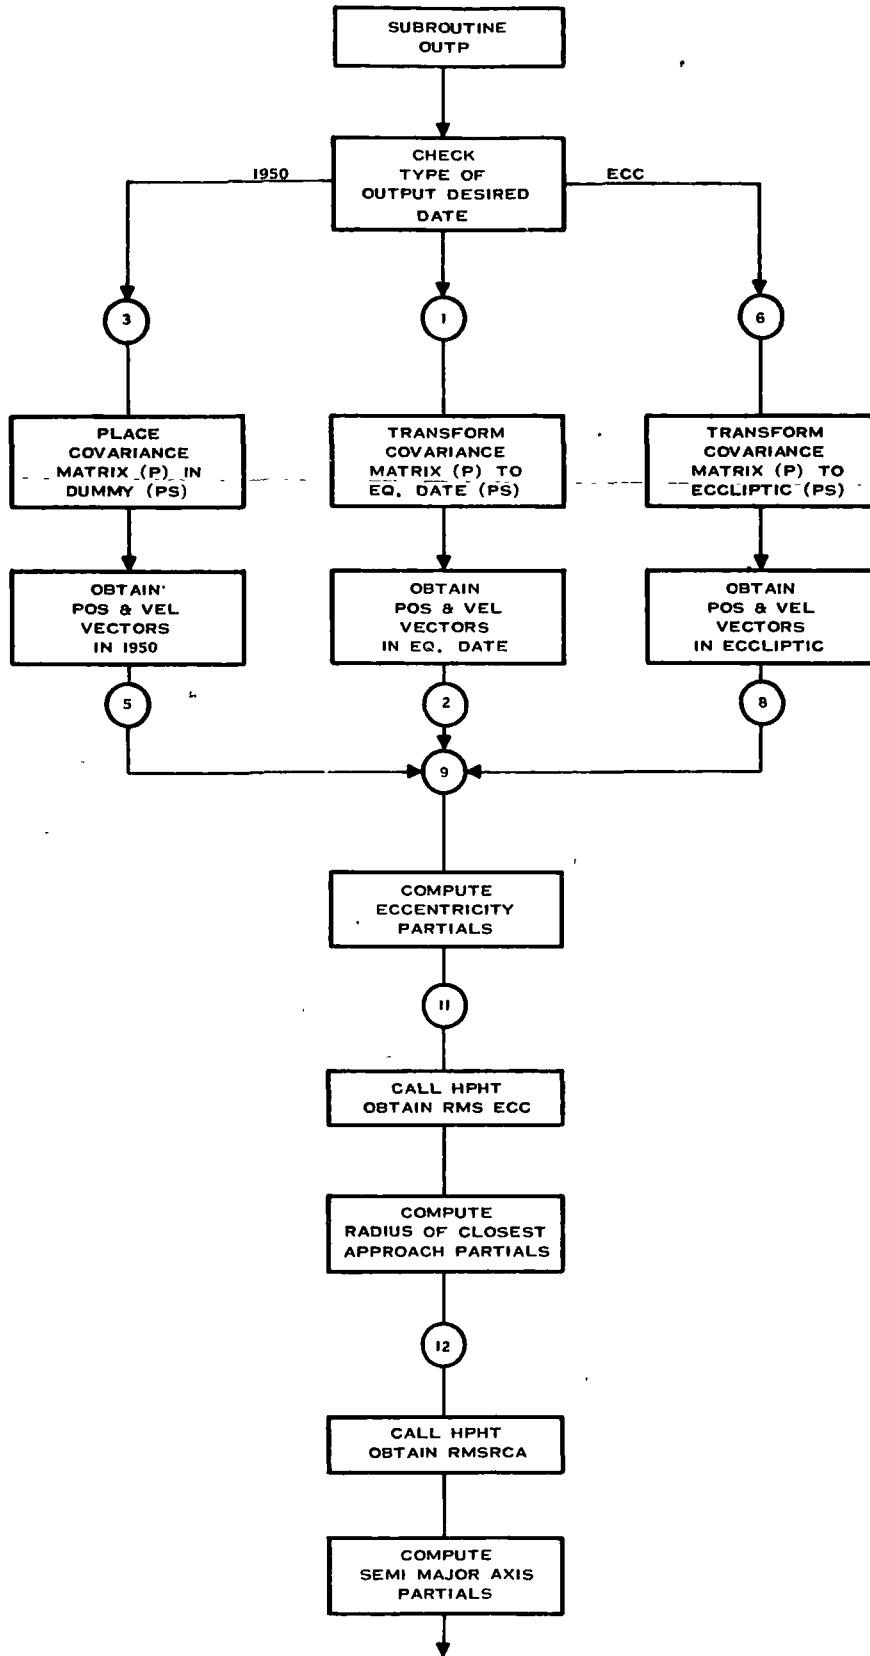 SUBROUTINE
OUTP
CHECK
TYPE OF
OUTPUT DESIRED
DATE
1950
ECC
3
1
6
PLACE
COVARIANCE
MATRIX (P) IN
DUMMY (PS)
TRANSFORM
COVARIANCE
MATRIX (P) TO
EQ. DATE (PS)
TRANSFORM
COVARIANCE
MATRIX (P) TO
ECCLIPTIC (PS)
OBTAIN
POS & VEL
VECTORS
IN 1950
OBTAIN
POS & VEL
VECTORS
IN EQ. DATE
OBTAIN
POS & VEL
VECTORS
IN ECCLIPTIC
5
2
8
9
COMPUTE
ECCENTRICITY
PARTIALS
11
CALL HPHT
OBTAIN RMS ECC
COMPUTE
RADIUS OF CLOSEST
APPROACH PARTIALS
12
CALL HPHT
OBTAIN RMSRCA
COMPUTE
SEMI MAJOR AXIS
PARTIALS